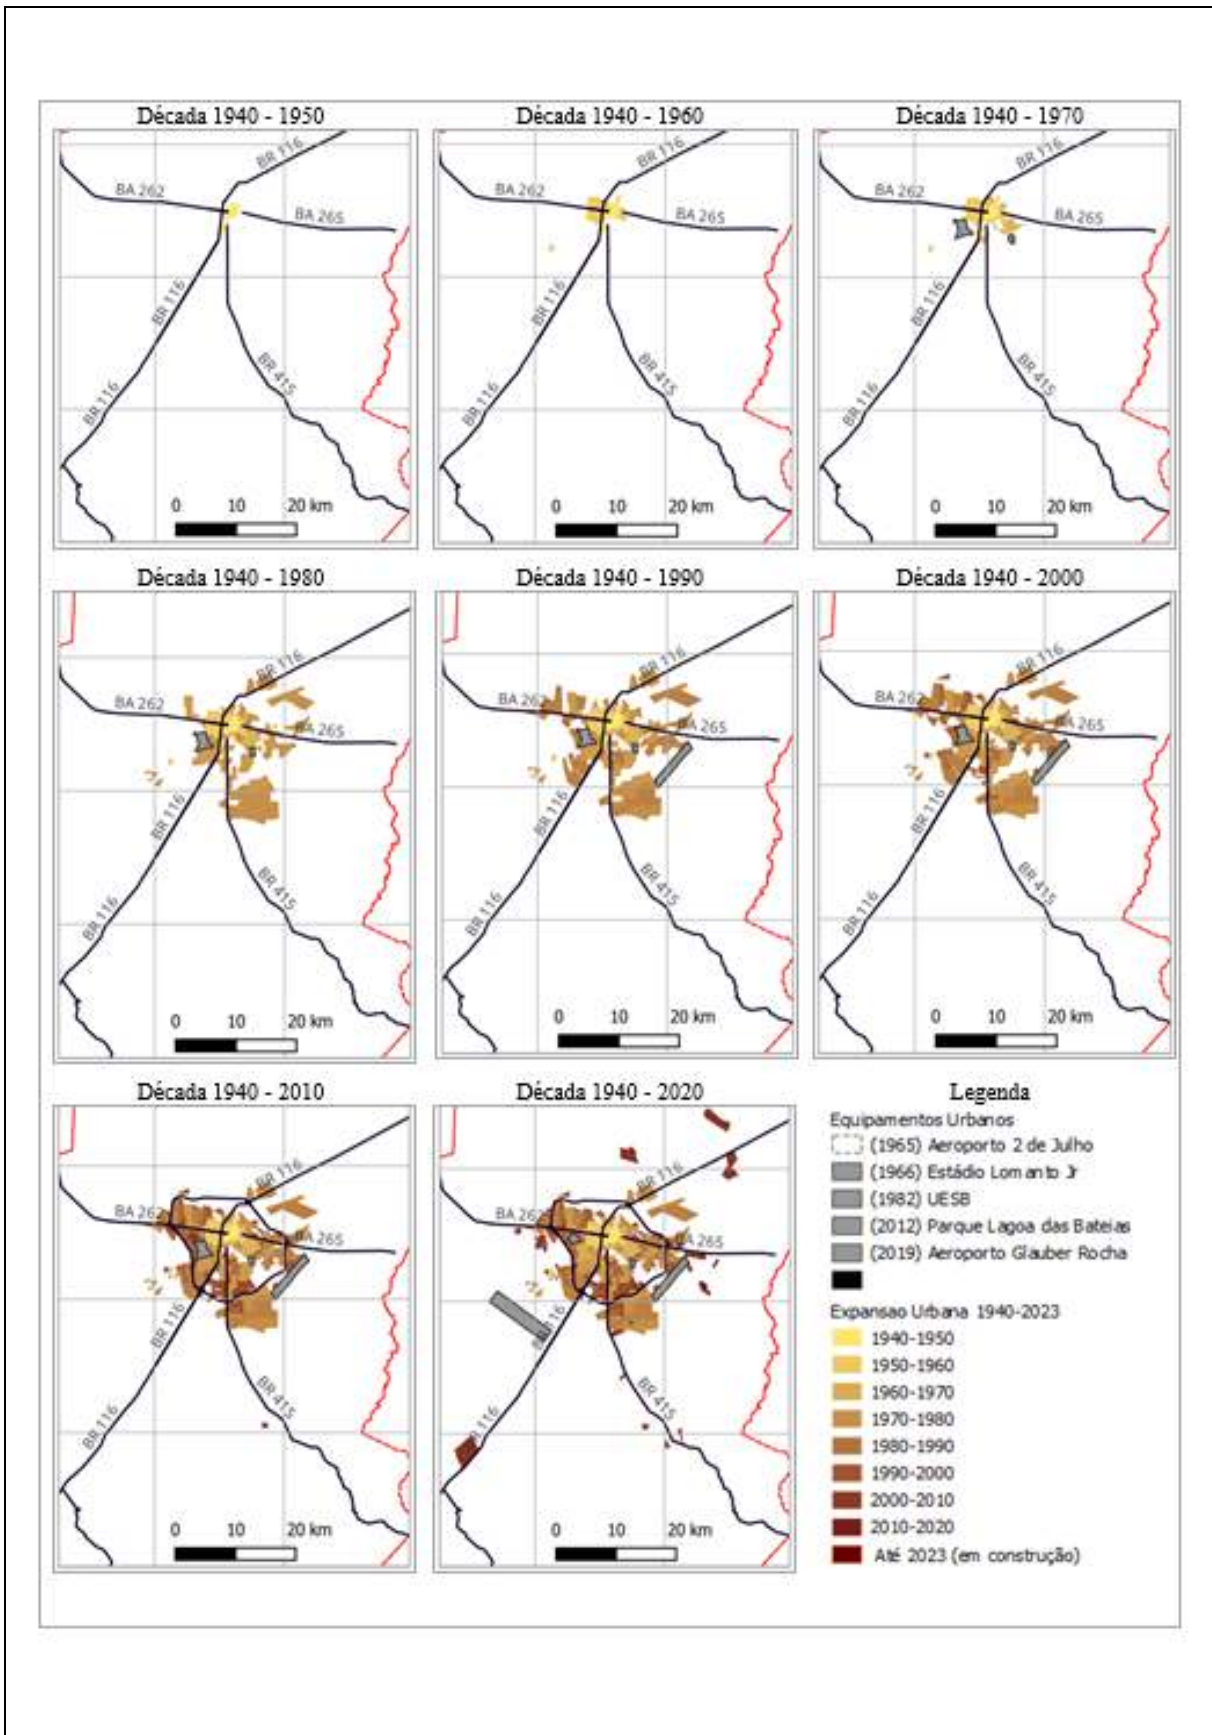 Década 1940 - 1950
Década 1940 - 1960
Década 1940 - 1970
BR 116
BA 262
BA 265
BR 116
BR 415
BR 116
0 10 20 km
BR 116
BA 262
BA 265
BR 116
BR 415
BR 116
0 10 20 km
BR 116
BA 262
BA 265
BR 116
BR 415
BR 116
0 10 20 km
Década 1940 - 1980
Década 1940 - 1990
Década 1940 - 2000
BR 116
BA 262
BA 265
BR 116
BR 415
BR 116
0 10 20 km
BR 116
BA 262
BA 265
BR 116
BR 415
BR 116
0 10 20 km
BR 116
BA 262
BA 265
BR 116
BR 415
BR 116
0 10 20 km
Década 1940 - 2010
Década 1940 - 2020
Legenda
BR 116
BA 262
BA 265
BR 116
BR 415
BR 116
0 10 20 km
BR 116
BA 262
BA 265
116
BR 415
116
0 10 20 km
Equipamentos Urbanos
(1965) Aeroporto 2 de Julho
(1966) Estádio Lomanto Jr
(1982) UESB
(2012) Parque Lagoa das Bateias
(2019) Aeroporto Glauber Rocha
Expansao Urbana 1940-2023
1940-1950
1950-1960
1960-1970
1970-1980
1980-1990
1990-2000
2000-2010
2010-2020
Até 2023 (em construção)